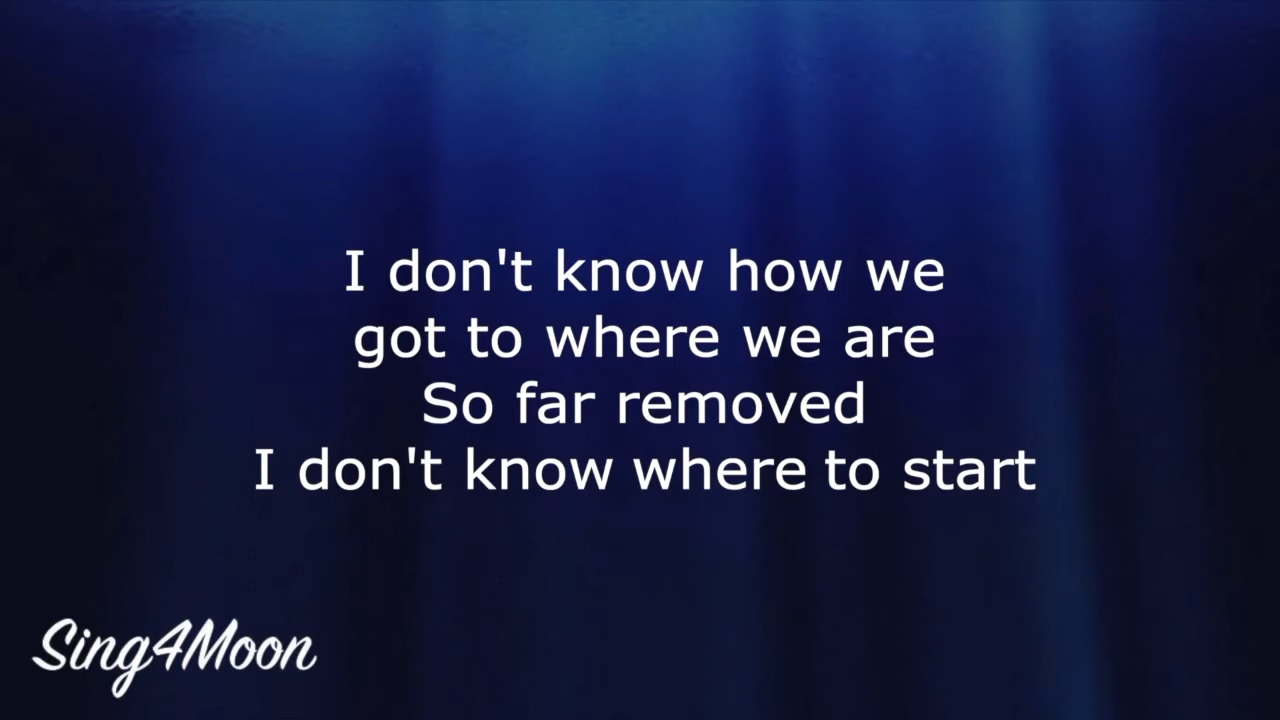 I don't know how we
got to where we are
So far removed
I don't know where to start
Sing4Moon